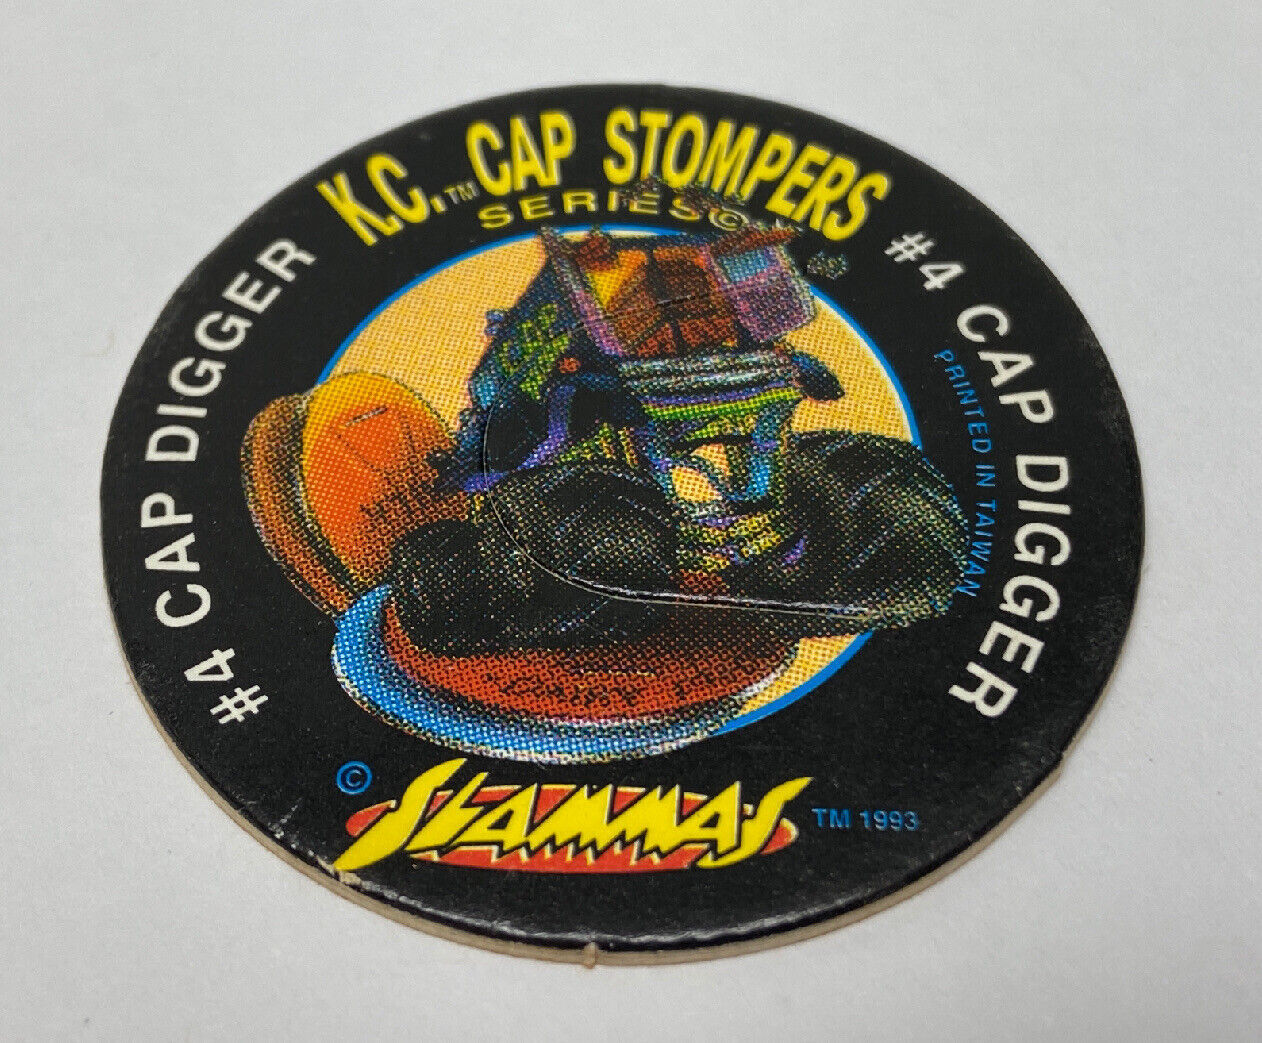 K.C.™ CAP STOMPERS
SERIES©
#4 CAP DIGGER
#4 CAP DIGGER
PRINTED IN TAIWAN
© SLAMMAS TM 1993